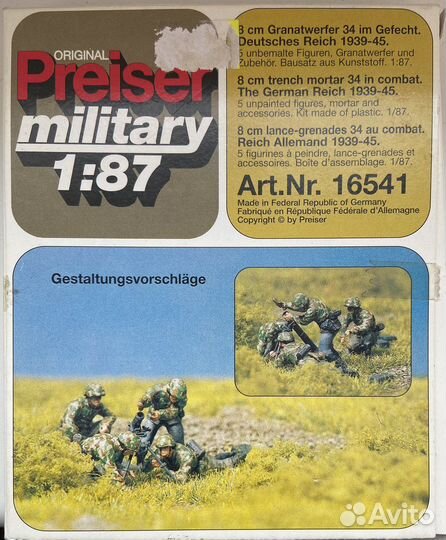 ORIGINAL
Preiser
military
1:87
8 cm Granatwerfer 34 im Gefecht.
Deutsches Reich 1939-45.
5 unbemalte Figuren, Granatwerfer und
Zubehör. Bausatz aus Kunststoff. 1:87.
8 cm trench mortar 34 in combat.
The German Reich 1939-45.
5 unpainted figures, mortar and
accessories. Kit made of plastic. 1/87.
8 cm lance-grenades 34 au combat.
Reich Allemand 1939-45.
5 figurines à peindre, lance-grenades et
accessoires. Boîte d'assemblage. 1/87.
Art.Nr. 16541
Made in Federal Republic of Germany
Fabriqué en République Fédérale d'Allemagne
Copyright © by Preiser
Gestaltungsvorschläge
Avito